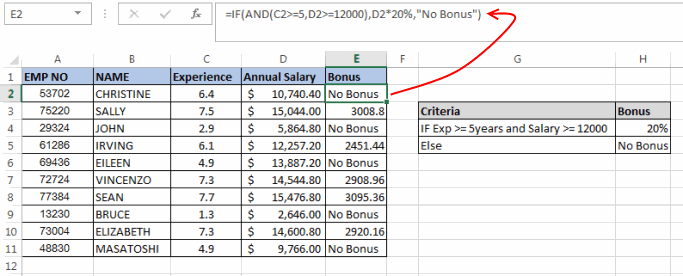 E2 fx =IF(AND(C2>=5,D2>=12000),D2*20%,"No Bonus")
A B C D E F G H
1 EMP NO NAME Experience Annual Salary Bonus
2 53702 CHRISTINE 6.4 $ 10,740.40 No Bonus
3 75220 SALLY 7.5 $ 15,044.00 3008.8 Criteria Bonus
4 29324 JOHN 2.9 $ 5,864.80 No Bonus IF Exp >= 5years and Salary >= 12000 20%
5 61286 IRVING 6.1 $ 12,257.20 2451.44 Else No Bonus
6 69436 EILEEN 4.9 $ 13,887.20 No Bonus
7 72724 VINCENZO 7.3 $ 14,544.80 2908.96
8 77384 SEAN 7.7 $ 15,476.80 3095.36
9 13230 BRUCE 1.3 $ 2,646.00 No Bonus
10 73004 ELIZABETH 7.3 $ 14,600.80 2920.16
11 48830 MASATOSHI 4.9 $ 9,766.00 No Bonus
12